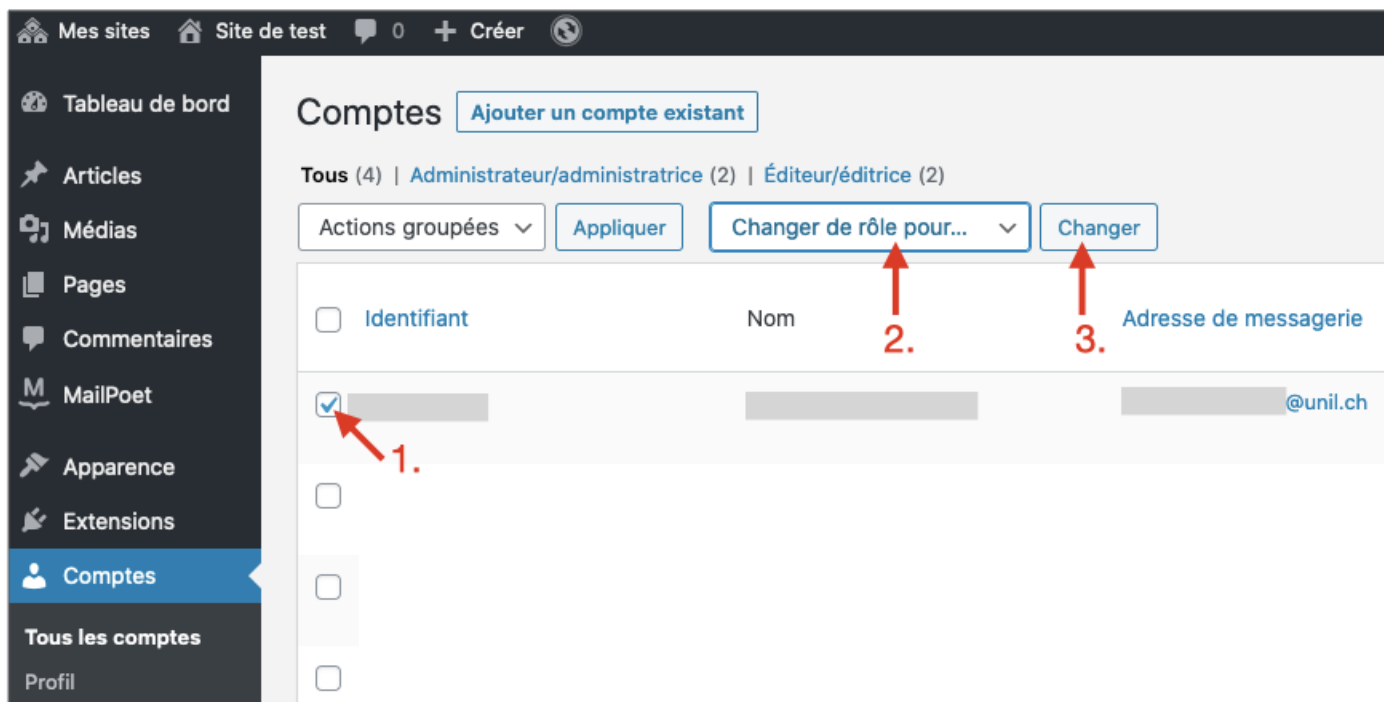 Mes sites Site de test 0 + Créer
Tableau de bord
Articles
Médias
Pages
Commentaires
M MailPoet
Apparence
Extensions
Comptes
Tous les comptes
Profil
Comptes Ajouter un compte existant
Tous (4) | Administrateur/administratrice (2) | Éditeur/éditrice (2)
Actions groupées Appliquer Changer de rôle pour... Changer
Identifiant Nom Adresse de messagerie
2. 3.
@unil.ch
1.